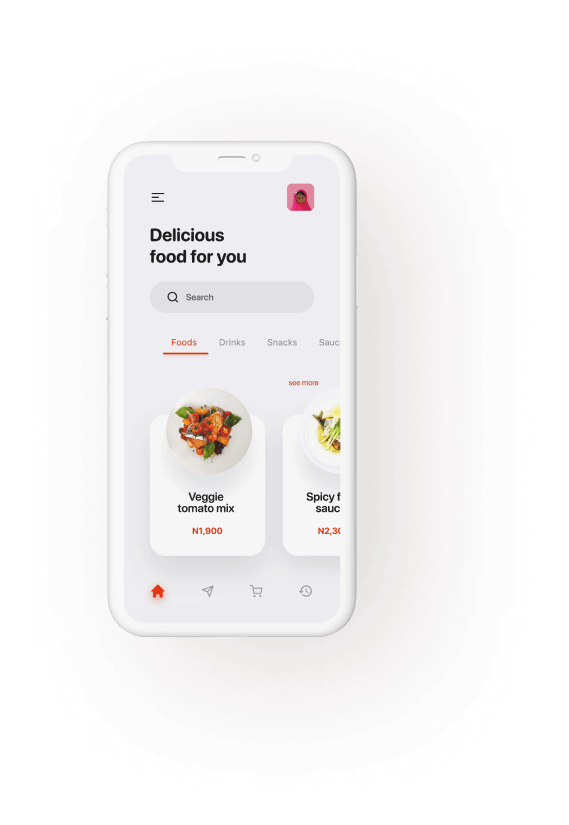 Delicious
food for you
Search
Foods Drinks Snacks Sauc
see more
Veggie
tomato mix
N1,900
Spicy f
sauc
N2,30